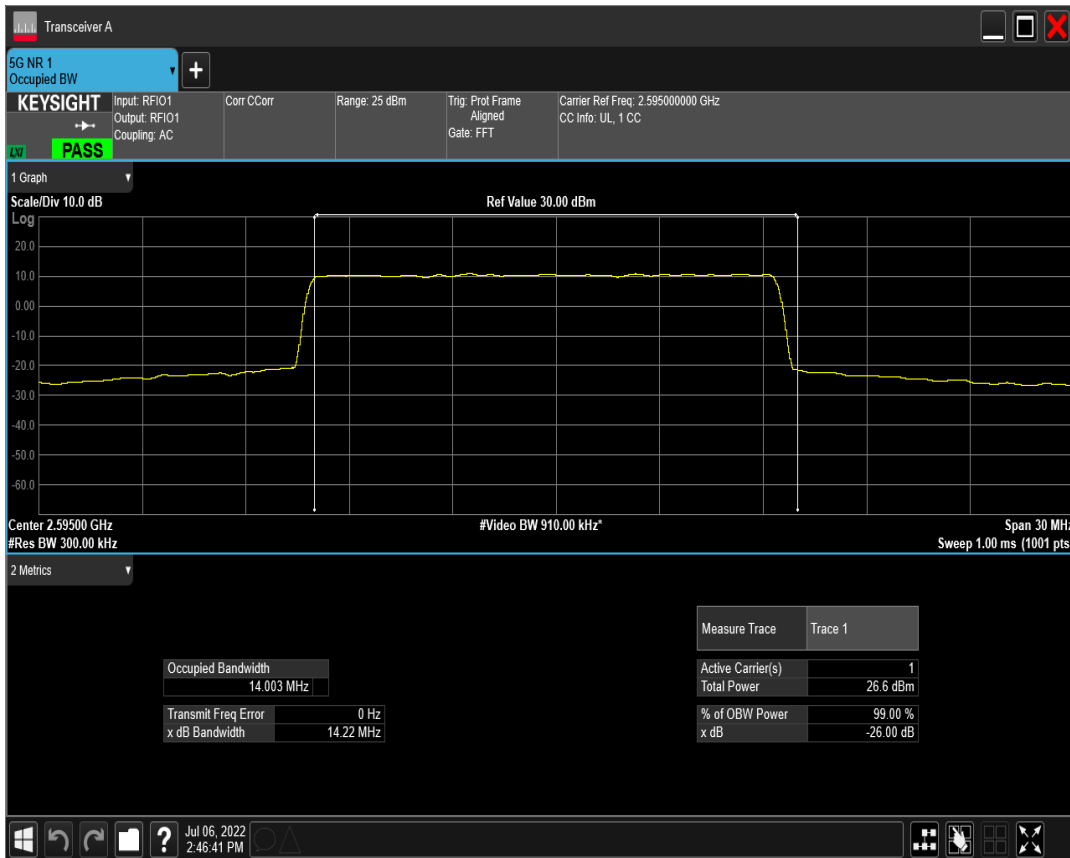 Transceiver A
5G NR 1
Occupied BW
+
KEYSIGHT
LXI
PASS
Input: RFIO1
Output: RFIO1
Coupling: AC
Corr CCorr
Range: 25 dBm
Trig: Prot Frame
Aligned
Gate: FFT
Carrier Ref Freq: 2.595000000 GHz
CC Info: UL, 1 CC
1 Graph
Scale/Div 10.0 dB
Ref Value 30.00 dBm
Log
20.0
10.0
0.00
-10.0
-20.0
-30.0
-40.0
-50.0
-60.0
Center 2.59500 GHz
#Video BW 910.00 kHz*
Span 30 MHz
#Res BW 300.00 kHz
Sweep 1.00 ms (1001 pts
2 Metrics
Measure Trace Trace 1
Occupied Bandwidth
14.003 MHz
Active Carrier(s) 1
Total Power 26.6 dBm
Transmit Freq Error 0 Hz
x dB Bandwidth 14.22 MHz
% of OBW Power 99.00 %
x dB -26.00 dB
?
Jul 06, 2022
2:46:41 PM